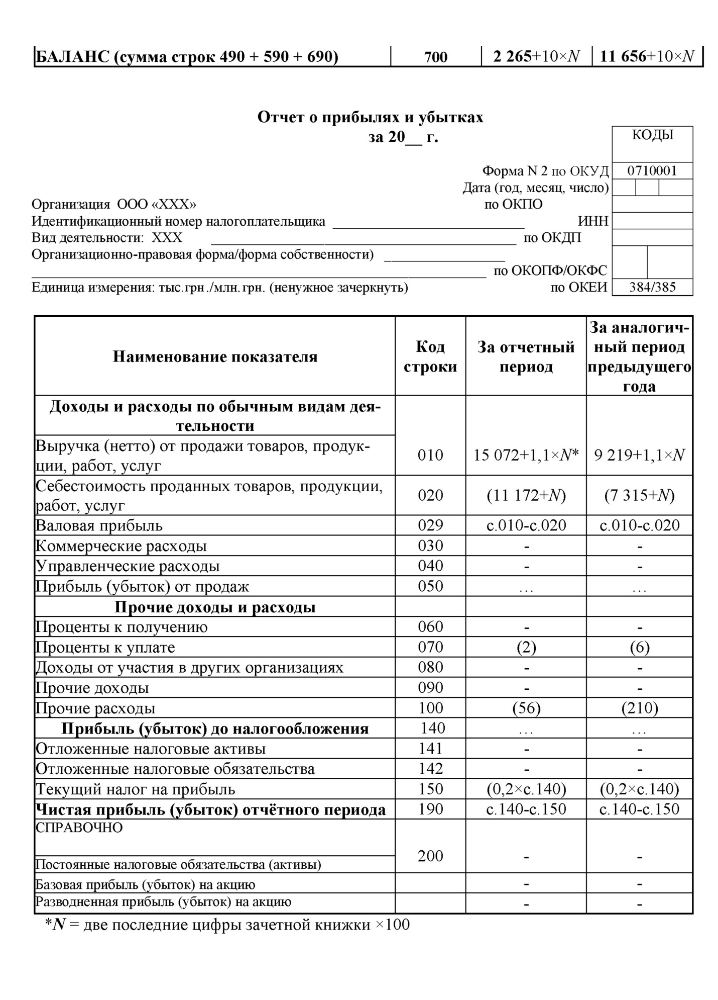 БАЛАНС (сумма строк 490 + 590 + 690) 700 2 265+10×N 11 656+10×N
Отчет о прибылях и убытках
за 20__ г.
КОДЫ
Форма N 2 по ОКУД 0710001
Дата (год, месяц, число)
Организация ООО «ХХХ» по ОКПО
Идентификационный номер налогоплательщика ____ ИНН
Вид деятельности: ХХХ ____ по ОКДП
Организационно-правовая форма/форма собственности) ____
____ по ОКОПФ/ОКФС
Единица измерения: тыс.грн./млн.грн. (ненужное зачеркнуть) по ОКЕИ 384/385
Наименование показателя
Код
строки
За отчетный
период
За аналогич-
ный период
предыдущего
года
Доходы и расходы по обычным видам дея-
тельности
Выручка (нетто) от продажи товаров, продук-
ции, работ, услуг
010 15 072+1,1×N* 9 219+1,1×N
Себестоимость проданных товаров, продукции,
работ, услуг
020 (11 172+N) (7 315+N)
Валовая прибыль 029 с.010-с.020 с.010-с.020
Коммерческие расходы 030 - -
Управленческие расходы 040 - -
Прибыль (убыток) от продаж 050 … …
Прочие доходы и расходы
Проценты к получению 060 - -
Проценты к уплате 070 (2) (6)
Доходы от участия в других организациях 080 - -
Прочие доходы 090 - -
Прочие расходы 100 (56) (210)
Прибыль (убыток) до налогообложения 140 … …
Отложенные налоговые активы 141 - -
Отложенные налоговые обязательства 142 - -
Текущий налог на прибыль 150 (0,2×с.140) (0,2×с.140)
Чистая прибыль (убыток) отчётного периода 190 с.140-с.150 с.140-с.150
СПРАВОЧНО
200 - -
Постоянные налоговые обязательства (активы)
Базовая прибыль (убыток) на акцию - -
Разводненная прибыль (убыток) на акцию - -
*N = две последние цифры зачетной книжки ×100